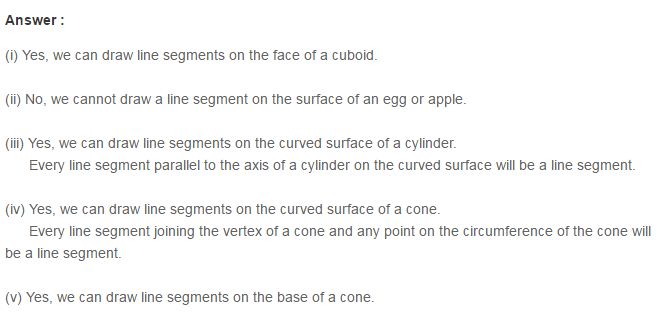 Answer :
(i) Yes, we can draw line segments on the face of a cuboid.
(ii) No, we cannot draw a line segment on the surface of an egg or apple.
(iii) Yes, we can draw line segments on the curved surface of a cylinder.
Every line segment parallel to the axis of a cylinder on the curved surface will be a line segment.
(iv) Yes, we can draw line segments on the curved surface of a cone.
Every line segment joining the vertex of a cone and any point on the circumference of the cone will
be a line segment.
(v) Yes, we can draw line segments on the base of a cone.